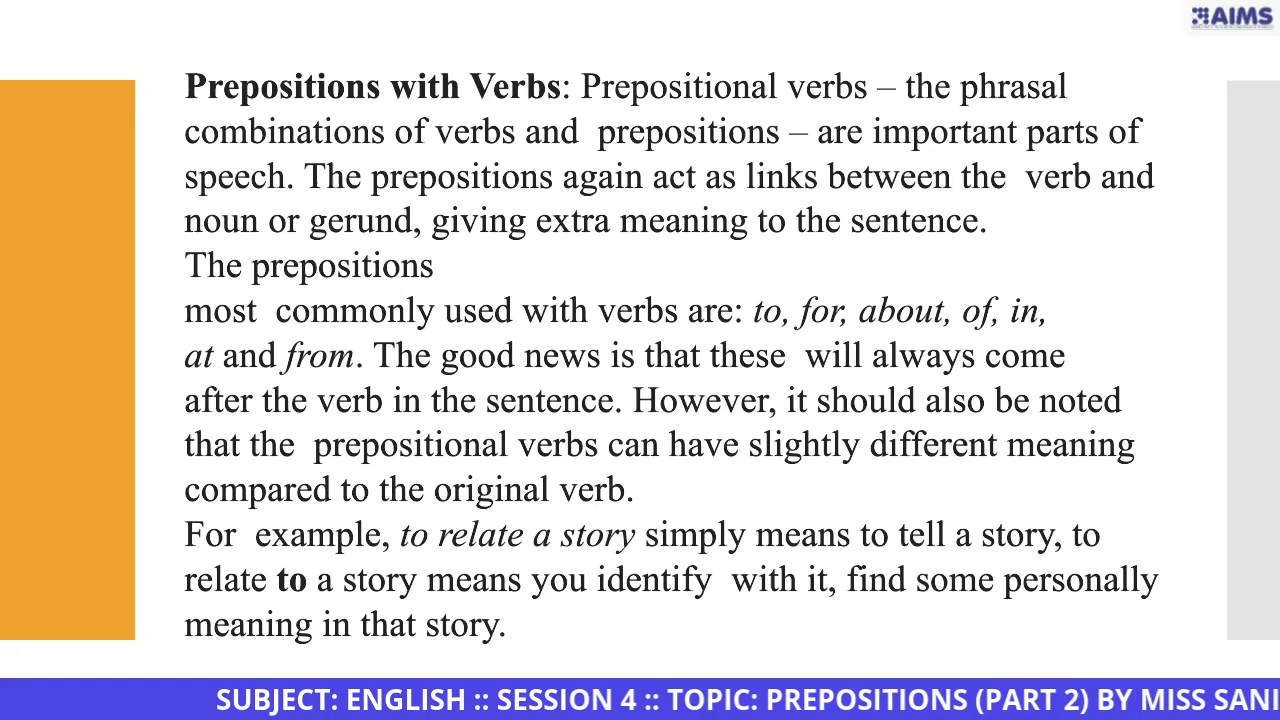 AIMS
Prepositions with Verbs: Prepositional verbs – the phrasal
combinations of verbs and prepositions – are important parts of
speech. The prepositions again act as links between the verb and
noun or gerund, giving extra meaning to the sentence.
The prepositions
most commonly used with verbs are: to, for, about, of, in,
at and from. The good news is that these will always come
after the verb in the sentence. However, it should also be noted
that the prepositional verbs can have slightly different meaning
compared to the original verb.
For example, to relate a story simply means to tell a story, to
relate to a story means you identify with it, find some personally
meaning in that story.
SUBJECT: ENGLISH :: SESSION 4 :: TOPIC: PREPOSITIONS (PART 2) BY MISS SANI